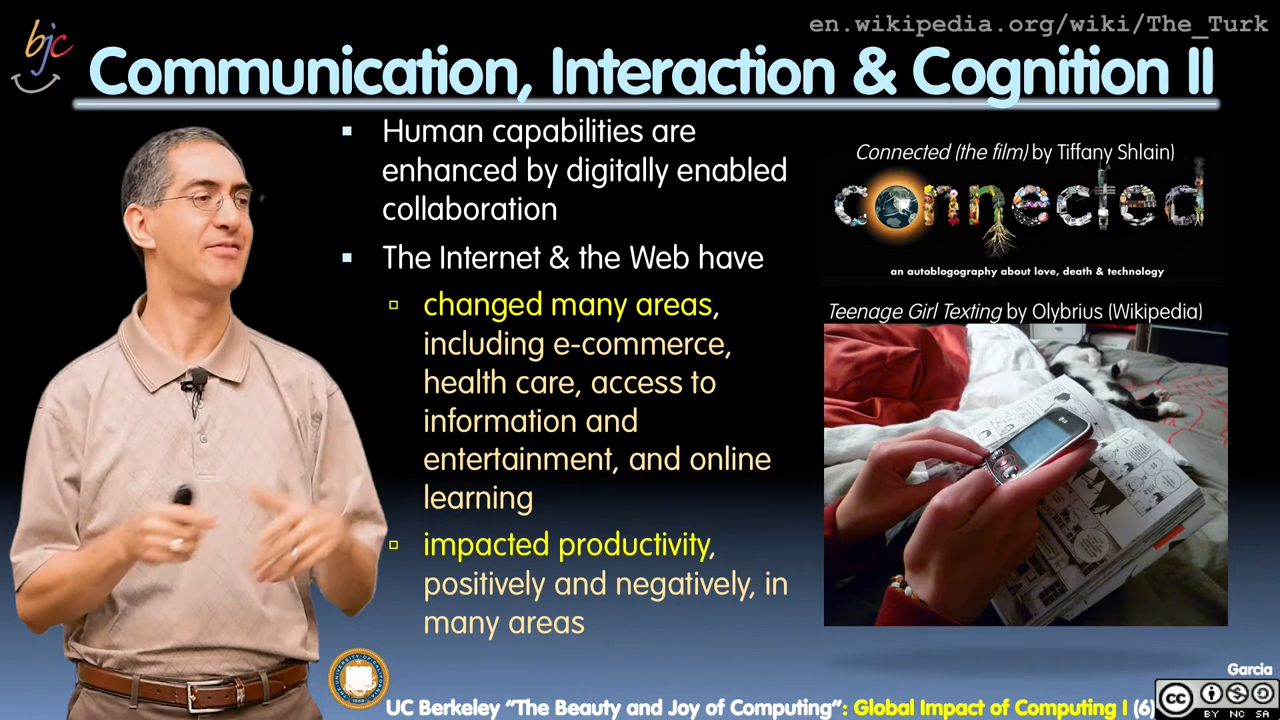 en.wikipedia.org/wiki/The_Turk
bjc
Communication, Interaction & Cognition II
▪ Human capabilities are
enhanced by digitally enabled
collaboration
▪ The Internet & the Web have
▫ changed many areas,
including e-commerce,
health care, access to
information and
entertainment, and online
learning
▫ impacted productivity,
positively and negatively, in
many areas
Connected (the film) by Tiffany Shlain)
connected
an autoblogography about love, death & technology
Teenage Girl Texting by Olybrius (Wikipedia)
Garcia
UC Berkeley “The Beauty and Joy of Computing”: Global Impact of Computing I (6)
cc
BY NC SA